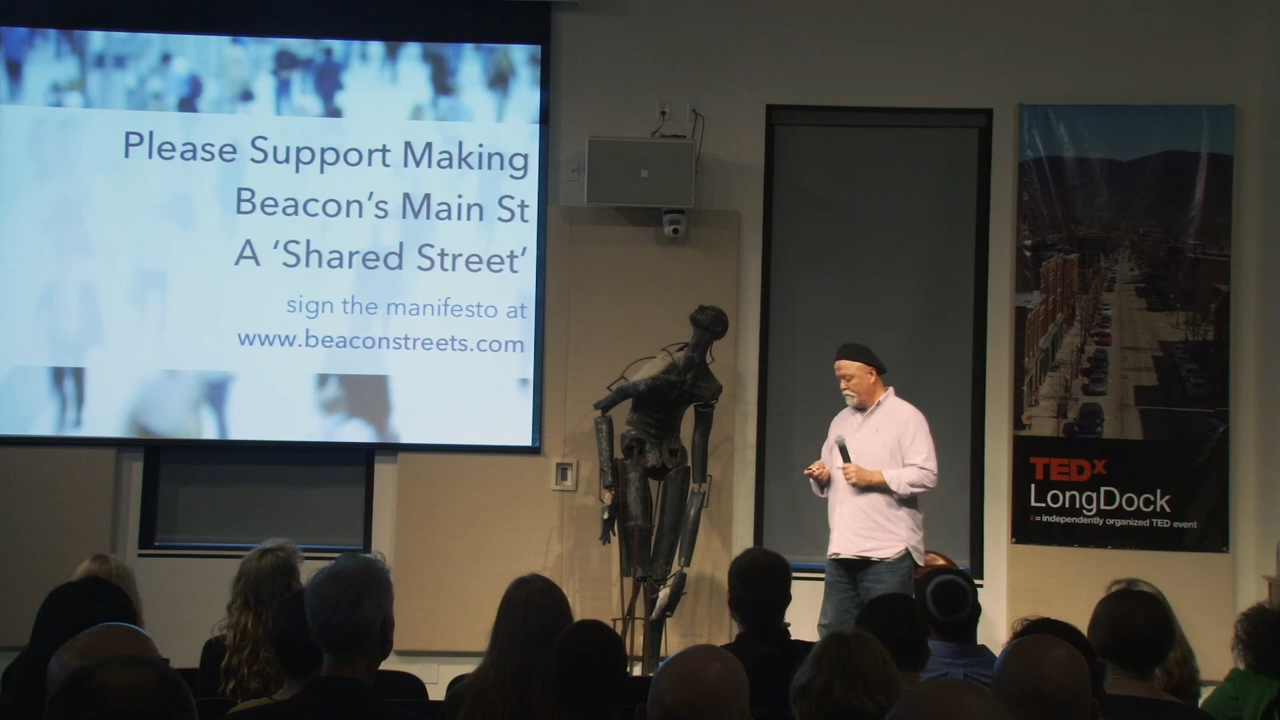 Please Support Making
Beacon's Main St
A ‘Shared Street’
sign the manifesto at
www.beaconstreets.com
TEDx
LongDock
x = independently organized TED event